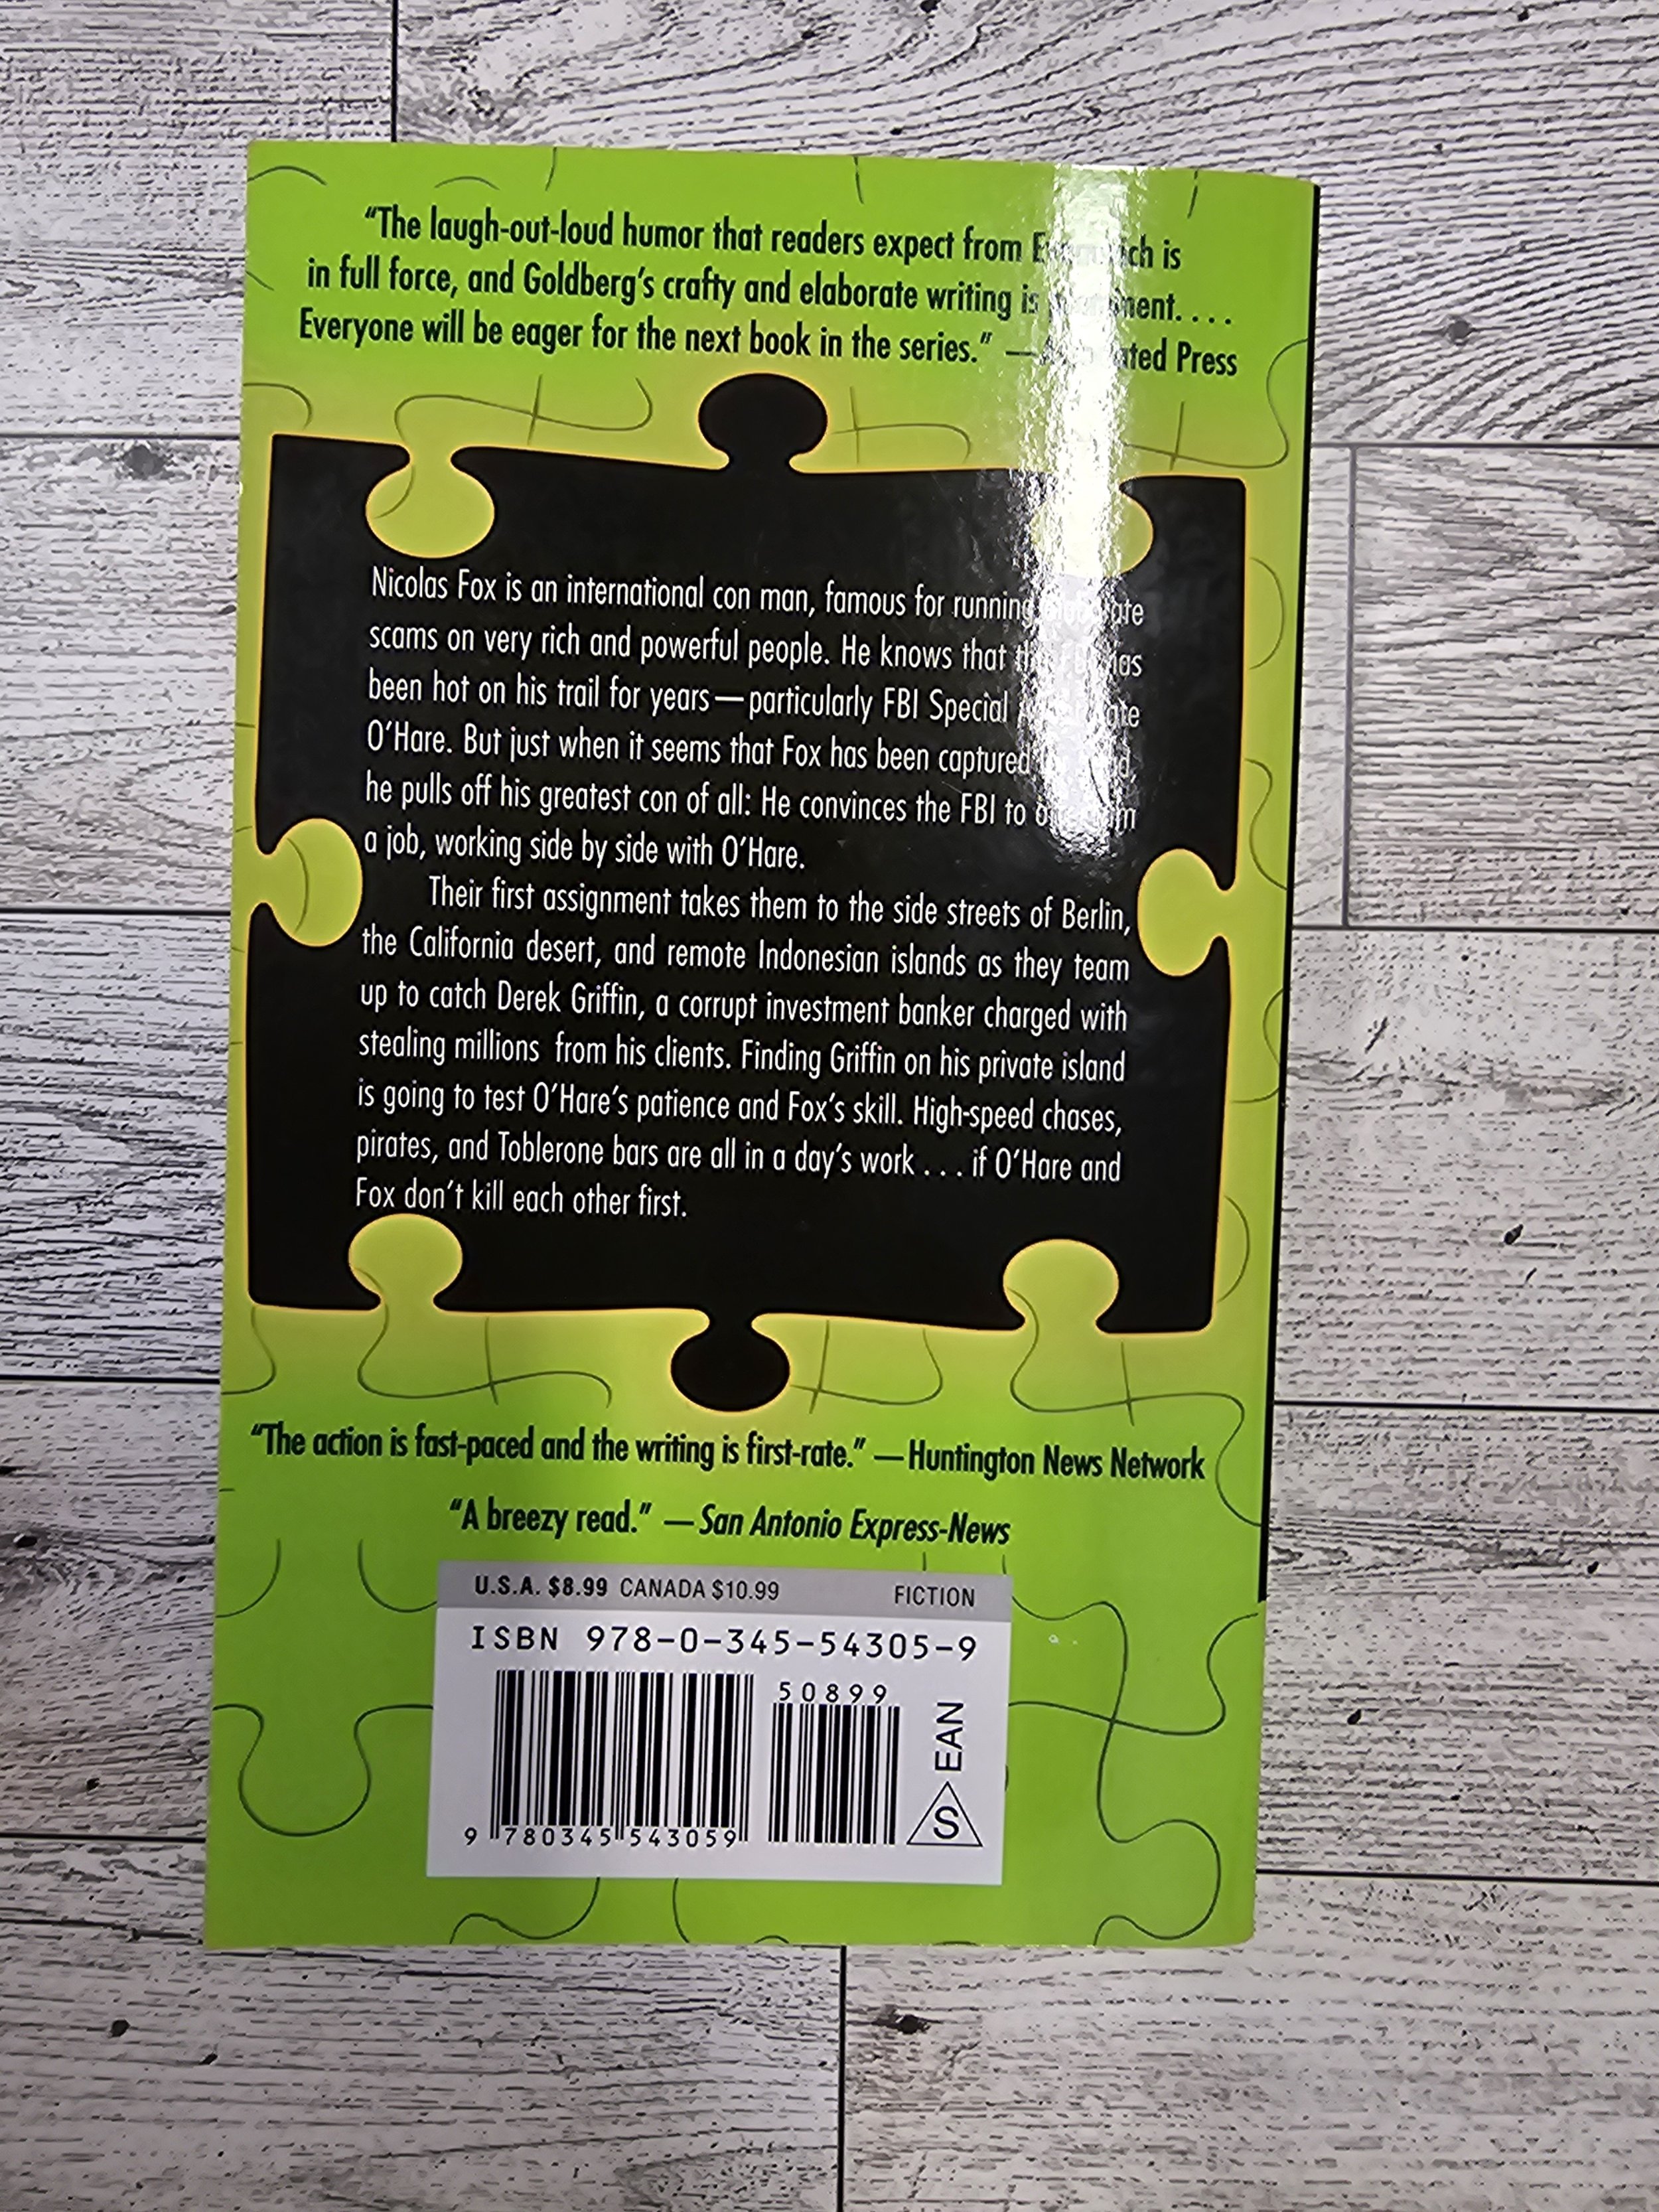 “The laugh-out-loud humor that readers expect from is
in full force, and Goldberg’s crafty and elaborate writing is . . . .
Everyone will be eager for the next book in the series.” — Press
Nicolas Fox is an international con man, famous for running
scams on very rich and powerful people. He knows that has
been hot on his trail for years—particularly FBI Special
O’Hare. But just when it seems that Fox has been captured
he pulls off his greatest con of all: He convinces the FBI to
a job, working side by side with O’Hare.
Their first assignment takes them to the side streets of Berlin,
the California desert, and remote Indonesian islands as they team
up to catch Derek Griffin, a corrupt investment banker charged with
stealing millions from his clients. Finding Griffin on his private island
is going to test O’Hare’s patience and Fox’s skill. High-speed chases,
pirates, and Toblerone bars are all in a day’s work . . . if O’Hare and
Fox don’t kill each other first.
“The action is fast-paced and the writing is first-rate.” —Huntington News Network
“A breezy read.” —San Antonio Express-News
U.S.A. $8.99 CANADA $10.99 FICTION
ISBN 978-0-345-54305-9
50899
9 780345 543059
S EAN